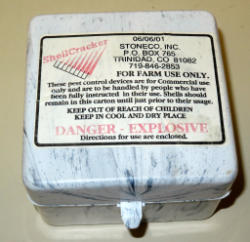 ShellCracker
06/06/01
STONECO, INC.
P.O. BOX 765
TRINIDAD, CO 81082
719-846-2853
FOR FARM USE ONLY.
These pest control devices are for Commercial use
only and are to be handled by people who have
been fully instructed in their use. Shells should
remain in this carton until just prior to their usage.
KEEP OUT OF REACH OF CHILDREN
KEEP IN COOL AND DRY PLACE
DANGER - EXPLOSIVE
Directions for use are enclosed.